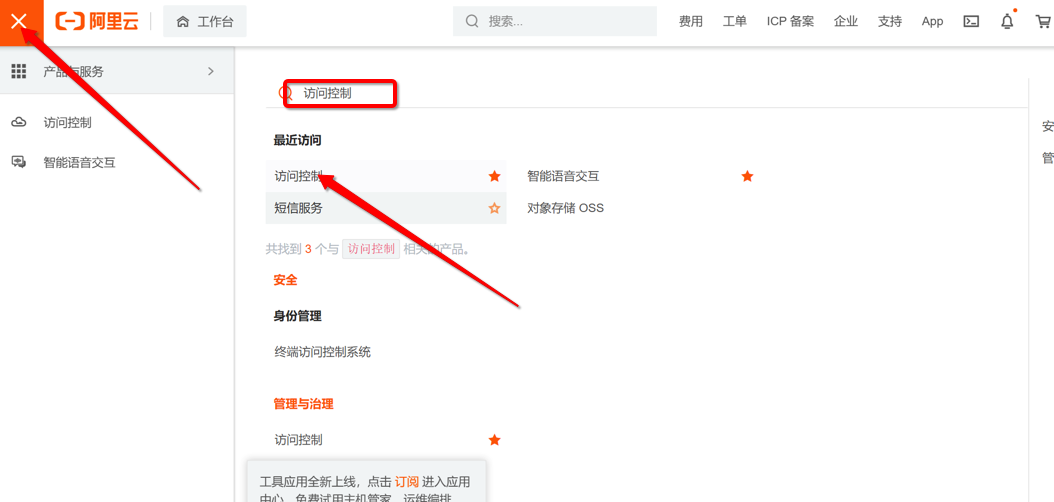 阿里云 工作台 搜索... 费用 工单 ICP 备案 企业 支持 App
产品与服务
访问控制
智能语音交互
访问控制
最近访问
访问控制 智能语音交互
短信服务 对象存储 OSS
共找到 3 个与 访问控制 相关的产品。
安全
身份管理
终端访问控制系统
管理与治理
访问控制
工具应用全新上线，点击 订阅 进入应用
中心，免费试用主机管家、运维编排
安
管